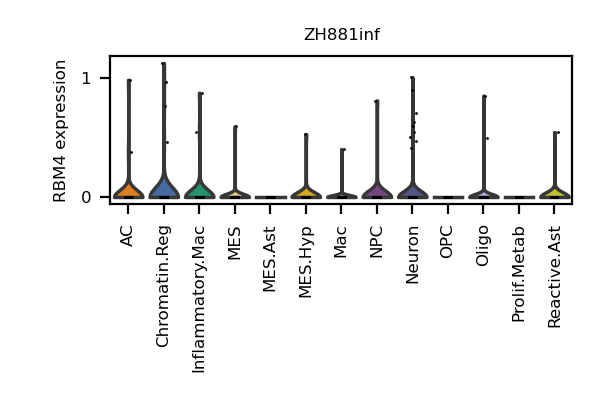 ZH881inf
RBM4 expression
1
0
AC
Chromatin.Reg
Inflammatory.Mac
MES
MES.Ast
MES.Hyp
Mac
NPC
Neuron
OPC
Oligo
Prolif.Metab
Reactive.Ast